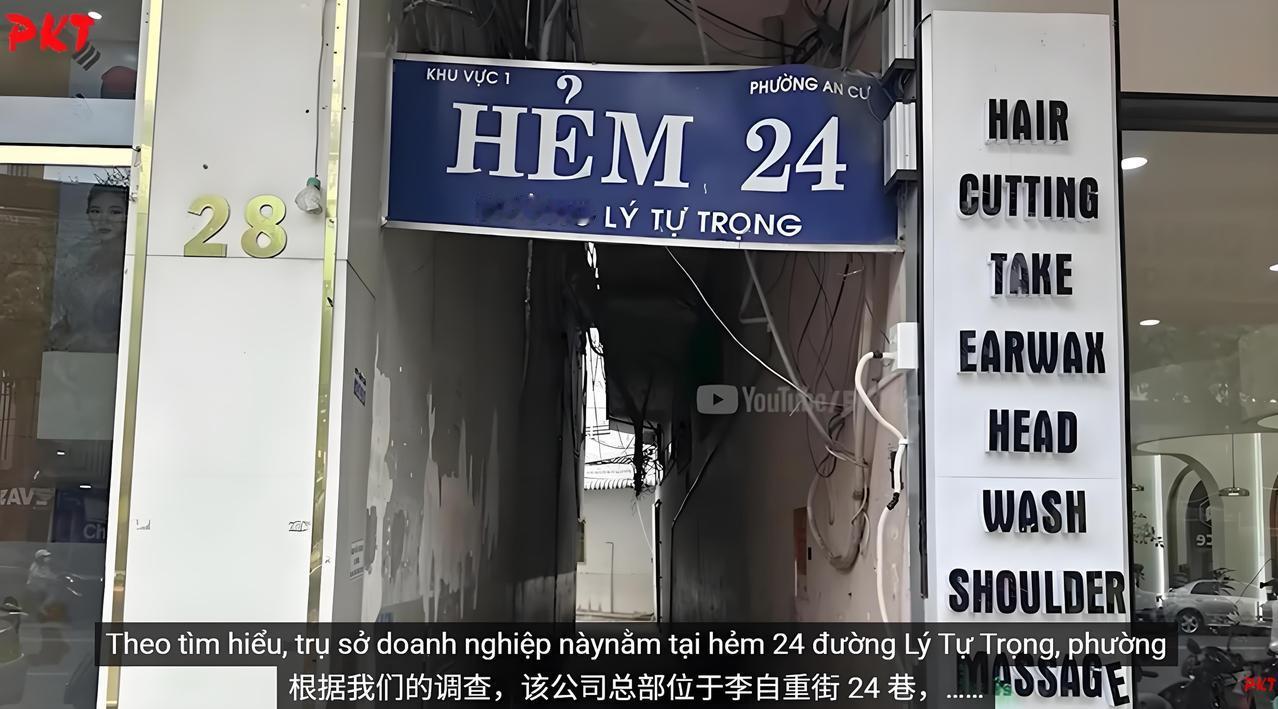 PKT
KHU VỰC 1
PHƯỜNG AN CƯ
HẺM 24
LÝ TỰ TRỌNG
28
HAIR
CUTTING
TAKE
EARWAX
HEAD
WASH
SHOULDER
MASSAGE
YouTube/
Theo tìm hiểu, trụ sở doanh nghiệp nàynằm tại hẻm 24 đường Lý Tự Trọng, phường
根据我们的调查，该公司总部位于李自重街 24 巷，……
PKT